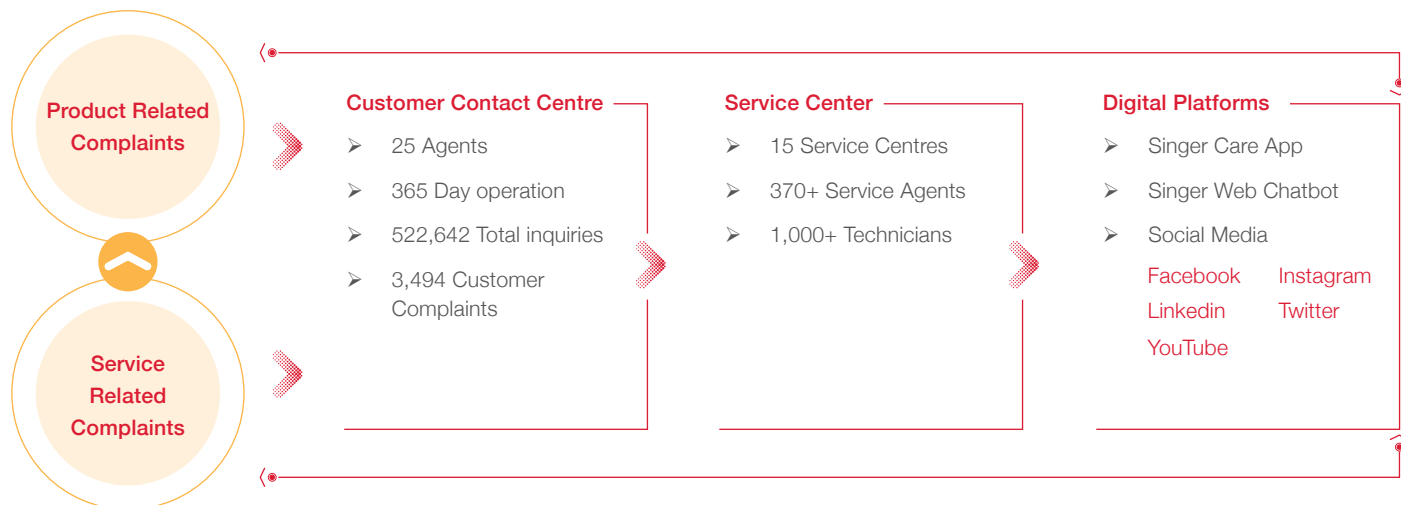 Product Related
Complaints
Service
Related
Complaints
Customer Contact Centre
➢ 25 Agents
➢ 365 Day operation
➢ 522,642 Total inquiries
➢ 3,494 Customer
Complaints
Service Center
➢ 15 Service Centres
➢ 370+ Service Agents
➢ 1,000+ Technicians
Digital Platforms
➢ Singer Care App
➢ Singer Web Chatbot
➢ Social Media
Facebook Instagram
Linkedin Twitter
YouTube